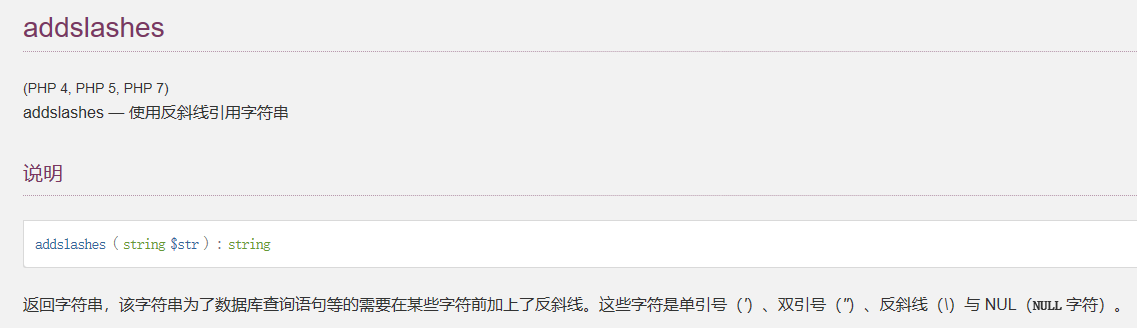 addslashes
(PHP 4, PHP 5, PHP 7)
addslashes — 使用反斜线引用字符串
说明
addslashes ( string $str ) : string
返回字符串，该字符串为了数据库查询语句等的需要在某些字符前加上了反斜线。这些字符是单引号（'）、双引号（"）、反斜线（\）与 NUL（NULL 字符）。